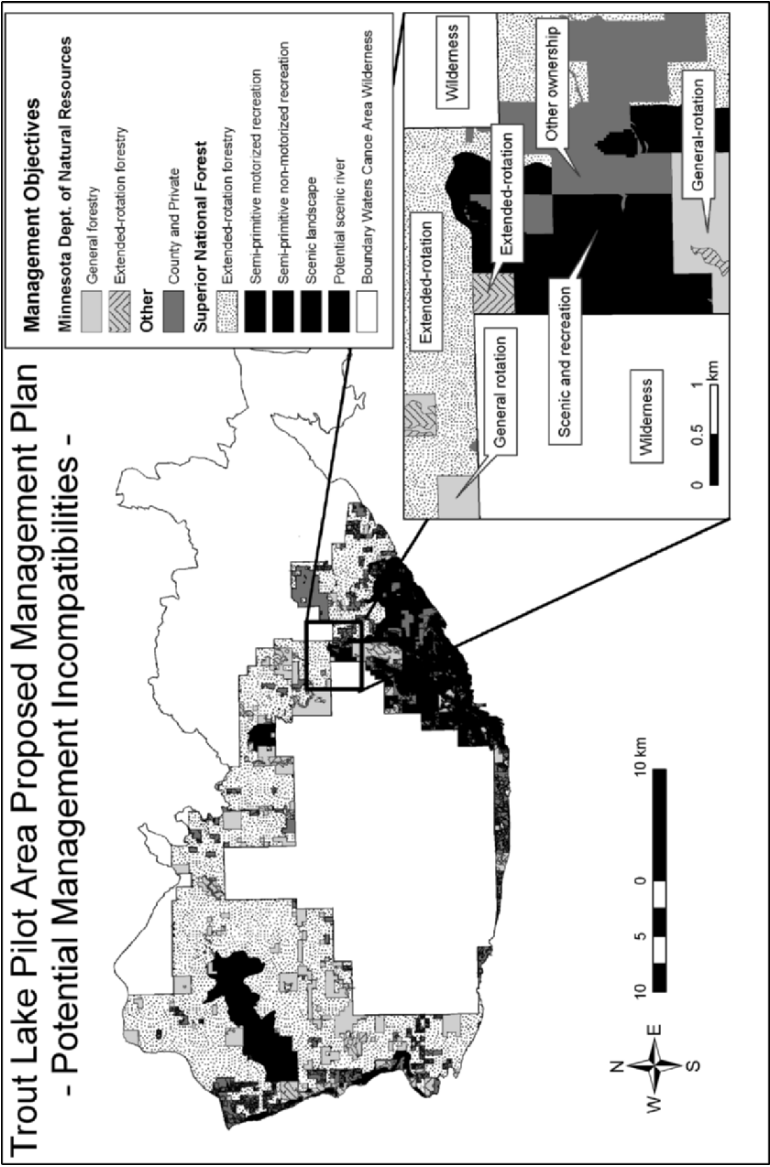 Trout Lake Pilot Area Proposed Management Plan
- Potential Management Incompatibilities -
Management Objectives
Minnesota Dept. of Natural Resources
General forestry
Extended-rotation forestry
Other
County and Private
Superior National Forest
Extended-rotation forestry
Semi-primitive motorized recreation
Semi-primitive non-motorized recreation
Scenic landscape
Potential scenic river
Boundary Waters Canoe Area Wilderness
Extended-rotation
Wilderness
General rotation
Extended-rotation
Other ownership
Scenic and recreation
Wilderness
General-rotation
0 0.5 1
km
N
W E
S
10 5 0 10 km